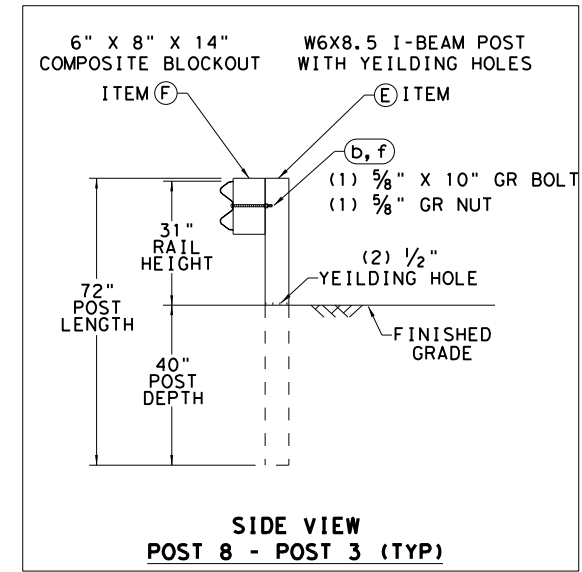 6" X 8" X 14"
COMPOSITE BLOCKOUT
ITEM F
W6X8.5 I-BEAM POST
WITH YEILDING HOLES
E ITEM
b, f
(1) ⅝" X 10" GR BOLT
(1) ⅝" GR NUT
31"
RAIL
HEIGHT
(2) ½"
YEILDING HOLE
72"
POST
LENGTH
FINISHED
GRADE
40"
POST
DEPTH
SIDE VIEW
POST 8 - POST 3 (TYP)